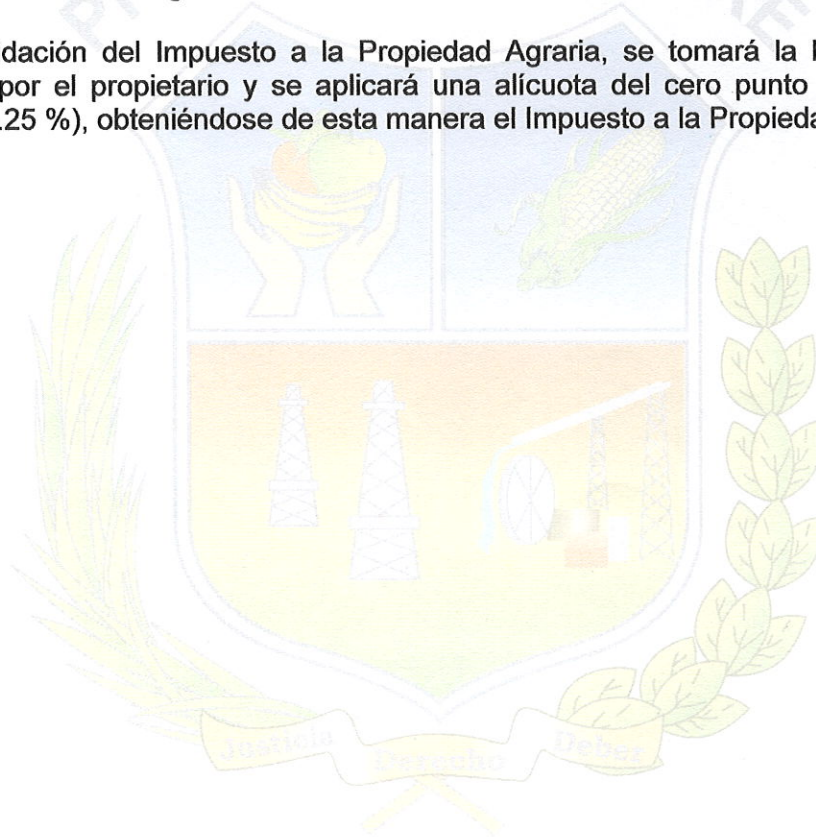 dación del Impuesto a la Propiedad Agraria, se tomará la
por el propietario y se aplicará una alícuota del cero punto
.25 %), obteniéndose de esta manera el Impuesto a la Propieda
Justicia Derecho Deber